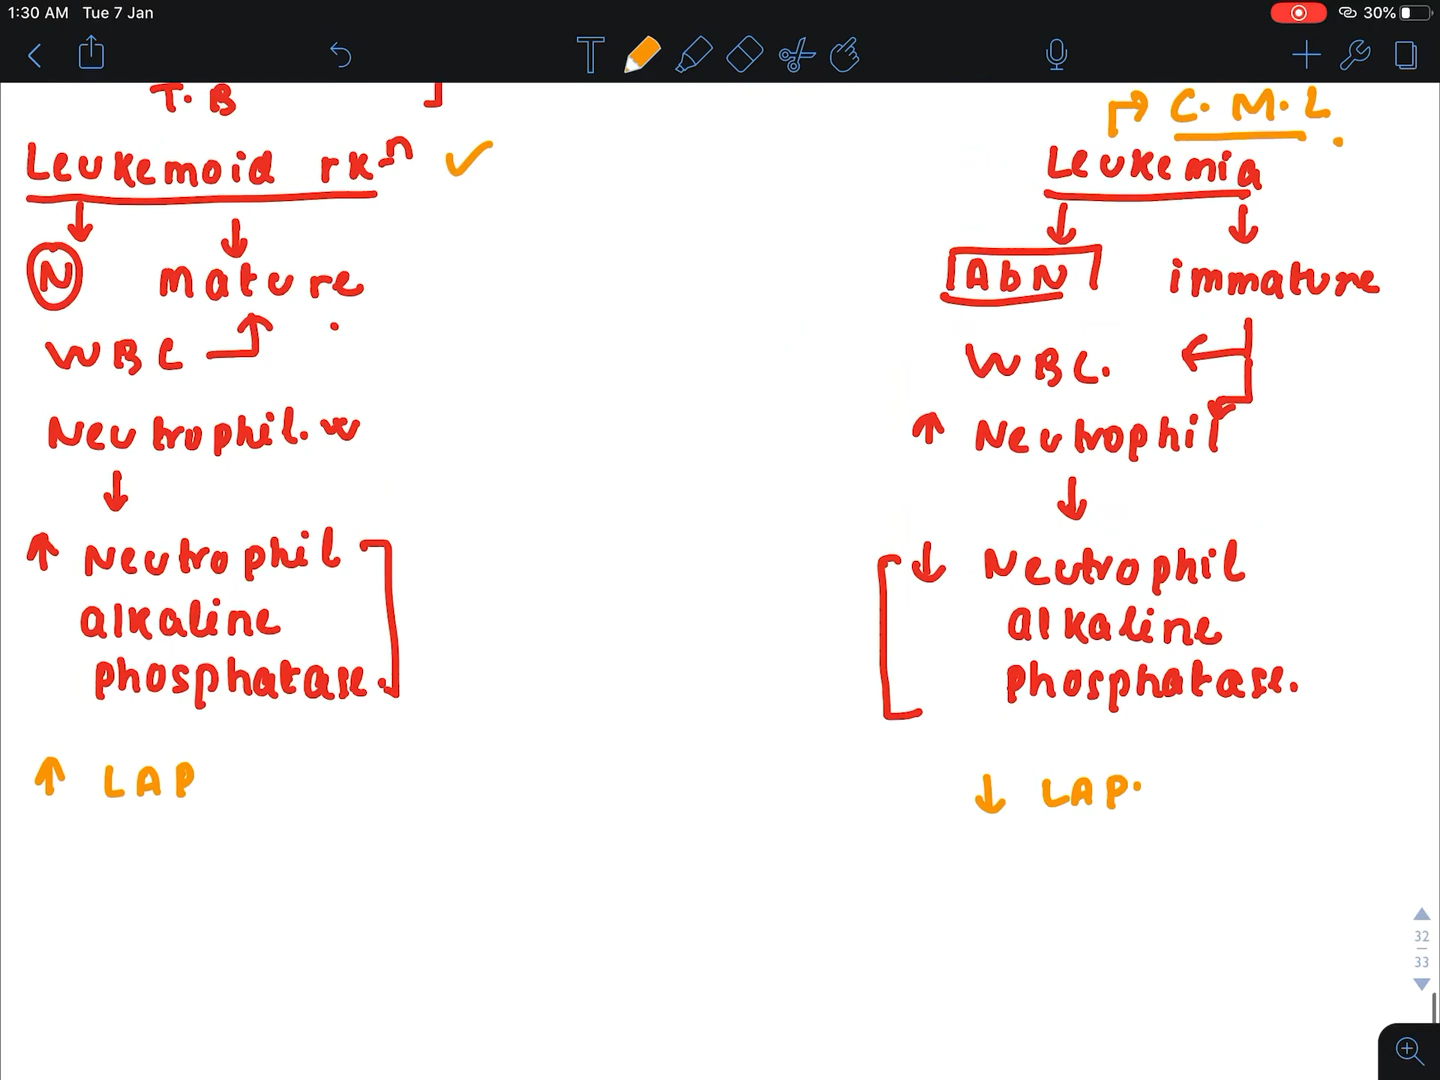 1:30 AM Tue 7 Jan
30%
T
T. B
Leukemoid rxⁿ ✓
↓ ↓
N mature
WBC
Neutrophil.
↓
↑ Neutrophil
alkaline
phosphatase.
↑ LAP
C. M. L.
Leukemia
↓ ↓
AbN immature
WBC. ←
↑ Neutrophil
↓
↓ Neutrophil
alkaline
phosphatase.
↓ LAP.
32
33